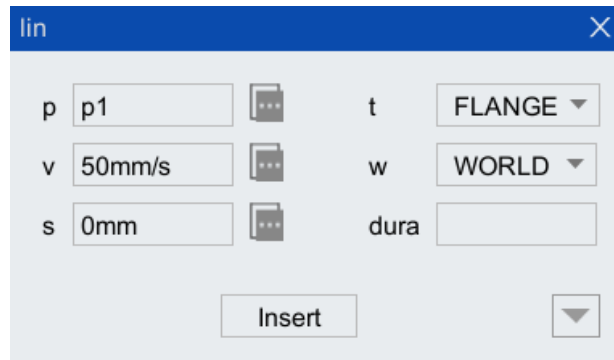 lin
p p1 t FLANGE
v 50mm/s w WORLD
s 0mm dura
Insert